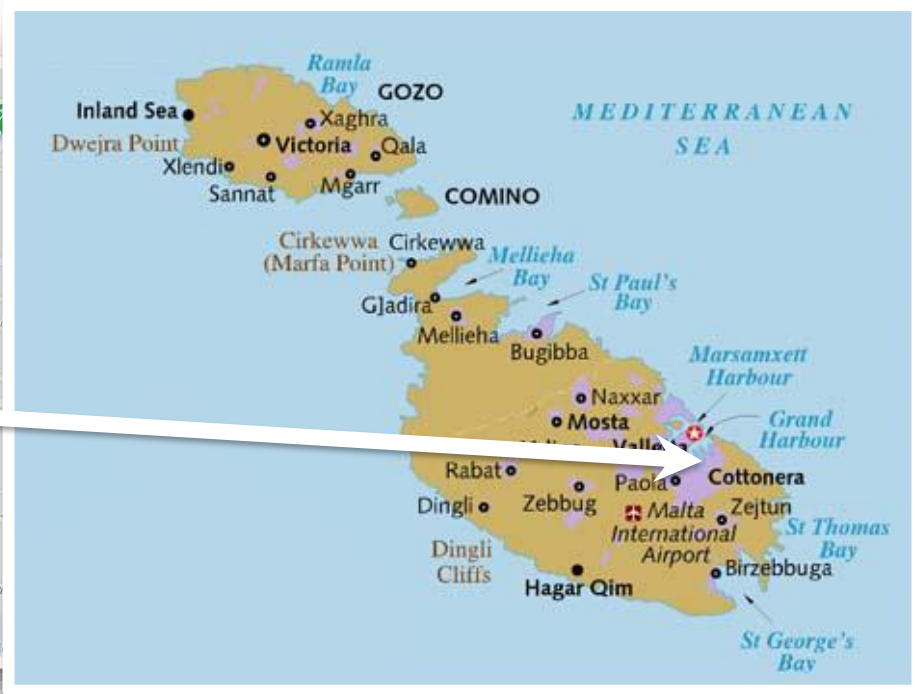 Ramla
Bay
GOZO
Inland Sea
Xaghra
MEDITERRANEAN
SEA
Dwejra Point
Victoria
Qala
Xlendi
Sannat
Mgarr
COMINO
Cirkewwa
(Marfa Point)
Cirkewwa
Mellieha
Bay
St Paul's
Bay
G]adira
Mellieha
Bugibba
Marsamxett
Harbour
Naxxar
Mosta
Grand
Harbour
Rabat
Paola
Cottonera
Dingli
Zebbug
Malta
International
Airport
Zejtun
St Thomas
Bay
Dingli
Cliffs
Birzebbuga
Hagar Qim
St George's
Bay